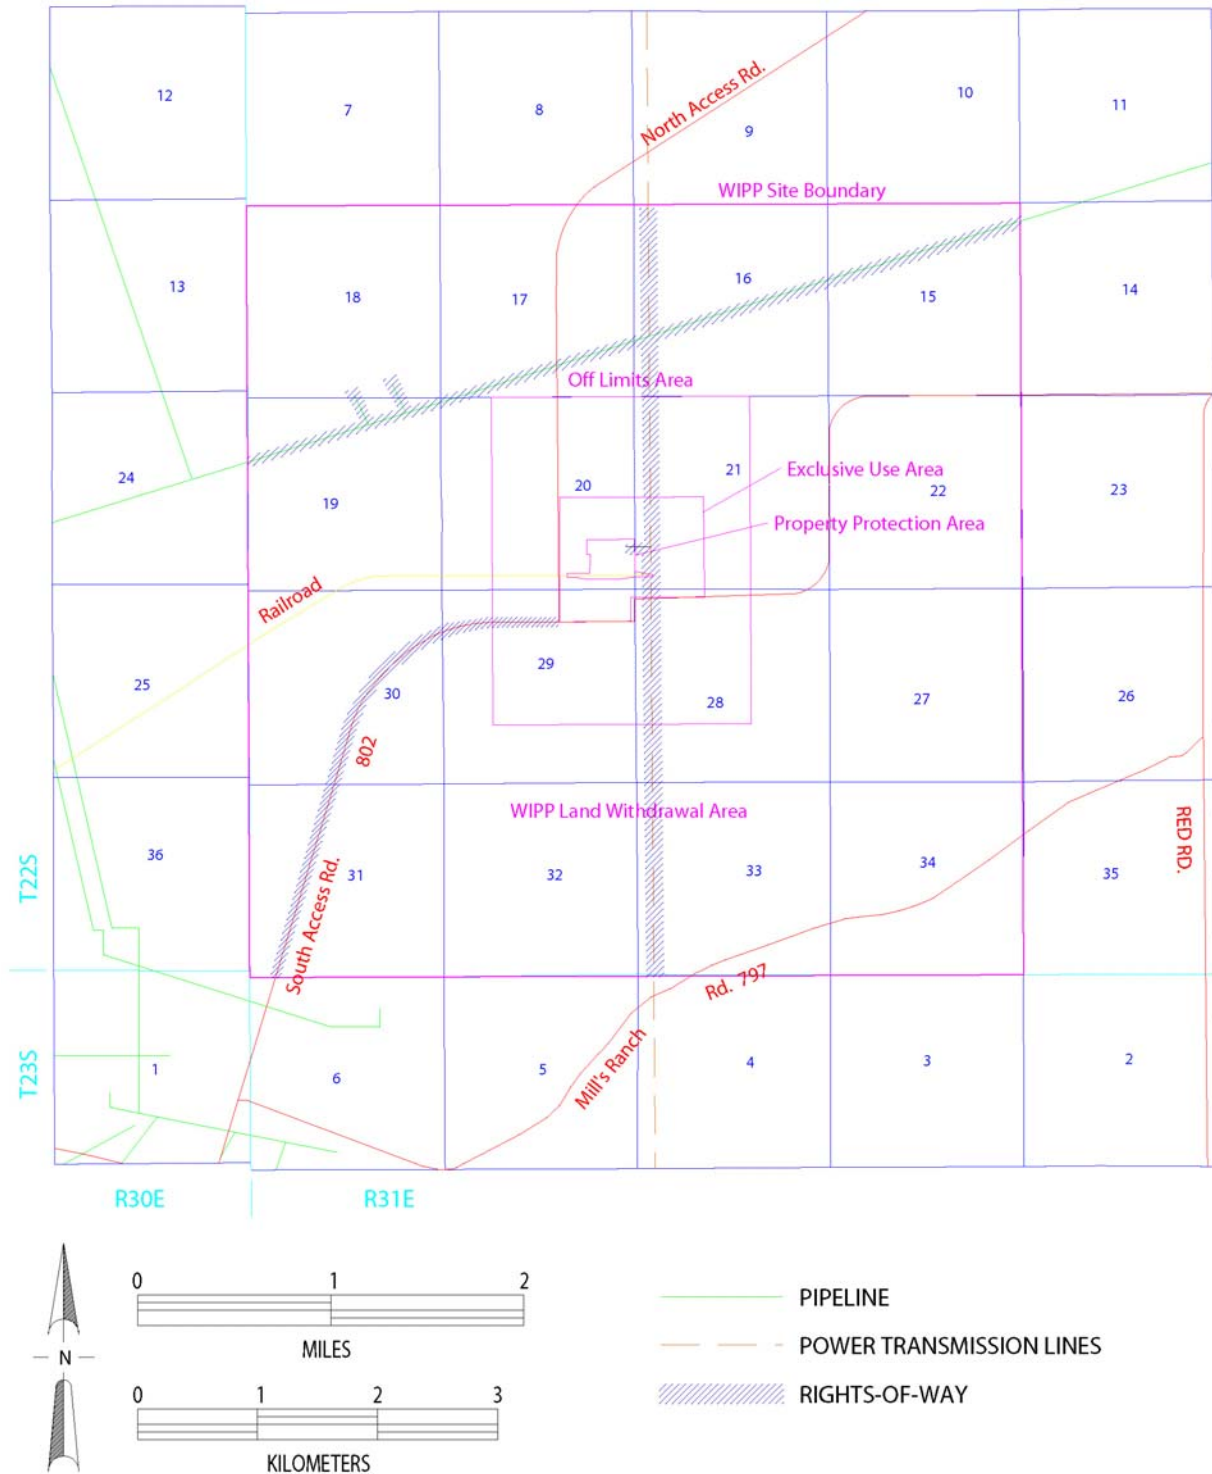 12
7
8
9
10
11
North Access Rd.
WIPP Site Boundary
13
18
17
16
15
14
Off Limits Area
24
19
20
21
22
23
Exclusive Use Area
Property Protection Area
Railroad
25
30
29
28
27
26
802
WIPP Land Withdrawal Area
T22S
36
31
32
33
34
35
RED RD.
South Access Rd.
Rd. 797
Mill's Ranch
T23S
1
6
5
4
3
2
R30E
R31E
0 1 2
MILES
N
0 1 2 3
KILOMETERS
PIPELINE
POWER TRANSMISSION LINES
RIGHTS-OF-WAY